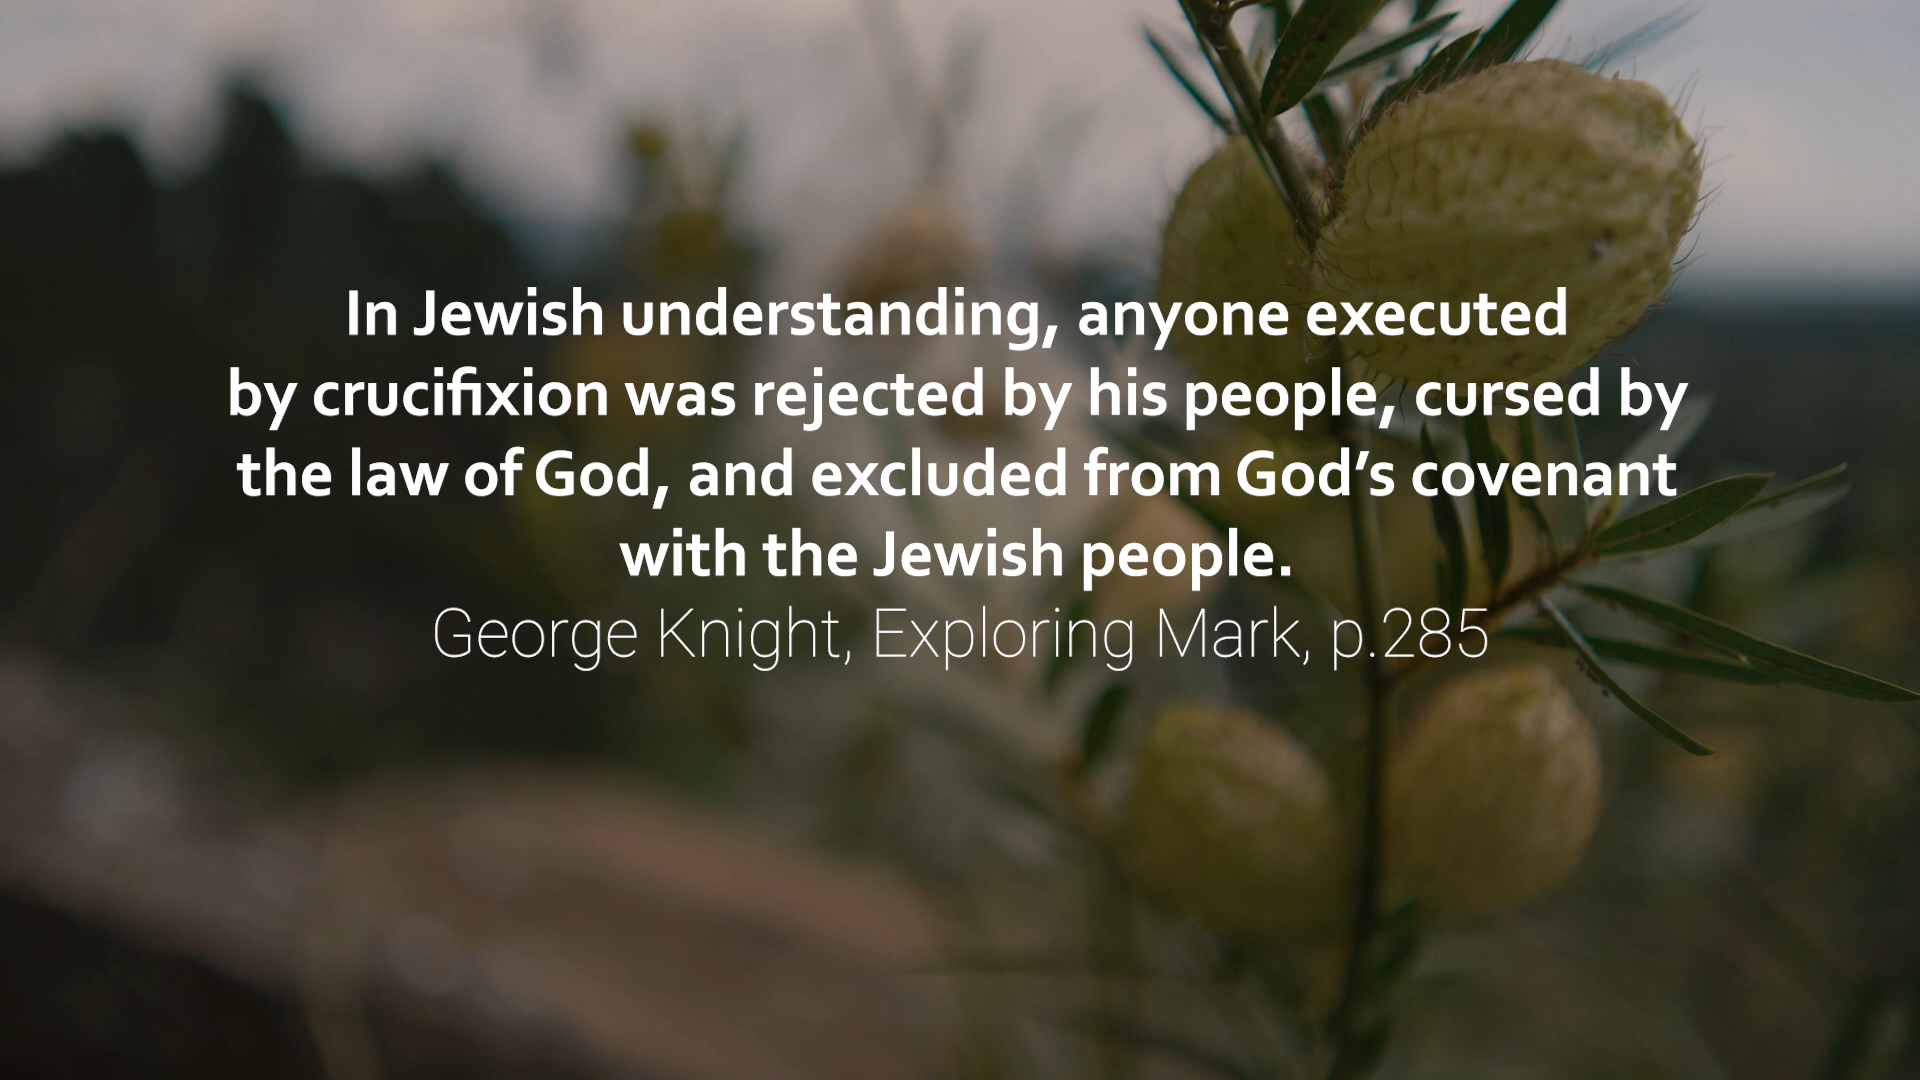 In Jewish understanding, anyone executed
by crucifixion was rejected by his people, cursed by
the law of God, and excluded from God’s covenant
with the Jewish people.
George Knight, Exploring Mark, p.285